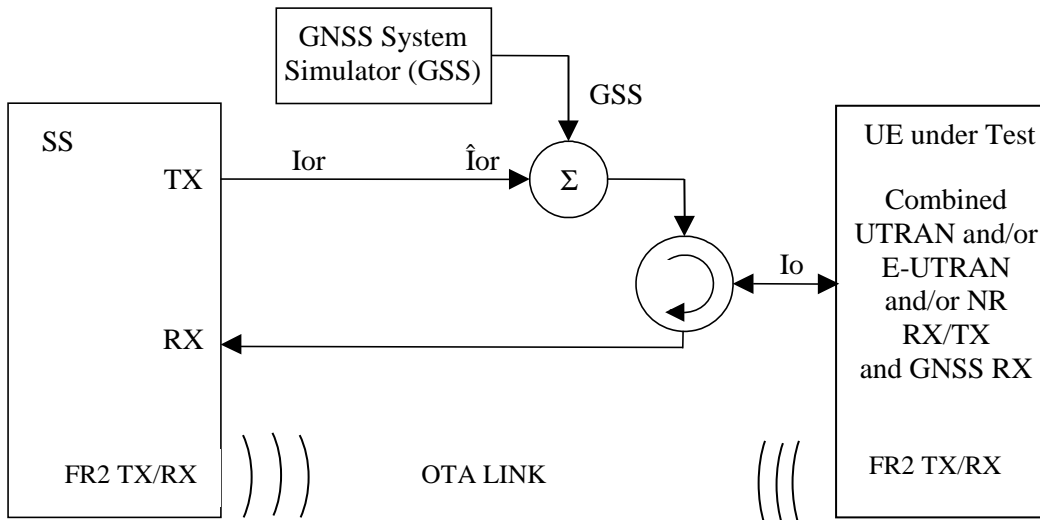 GNSS System
Simulator (GSS)
GSS
SS
TX
Ior
Îor
Σ
RX
Io
UE under Test
Combined
UTRAN and/or
E-UTRAN
and/or NR
RX/TX
and GNSS RX
FR2 TX/RX
OTA LINK
FR2 TX/RX